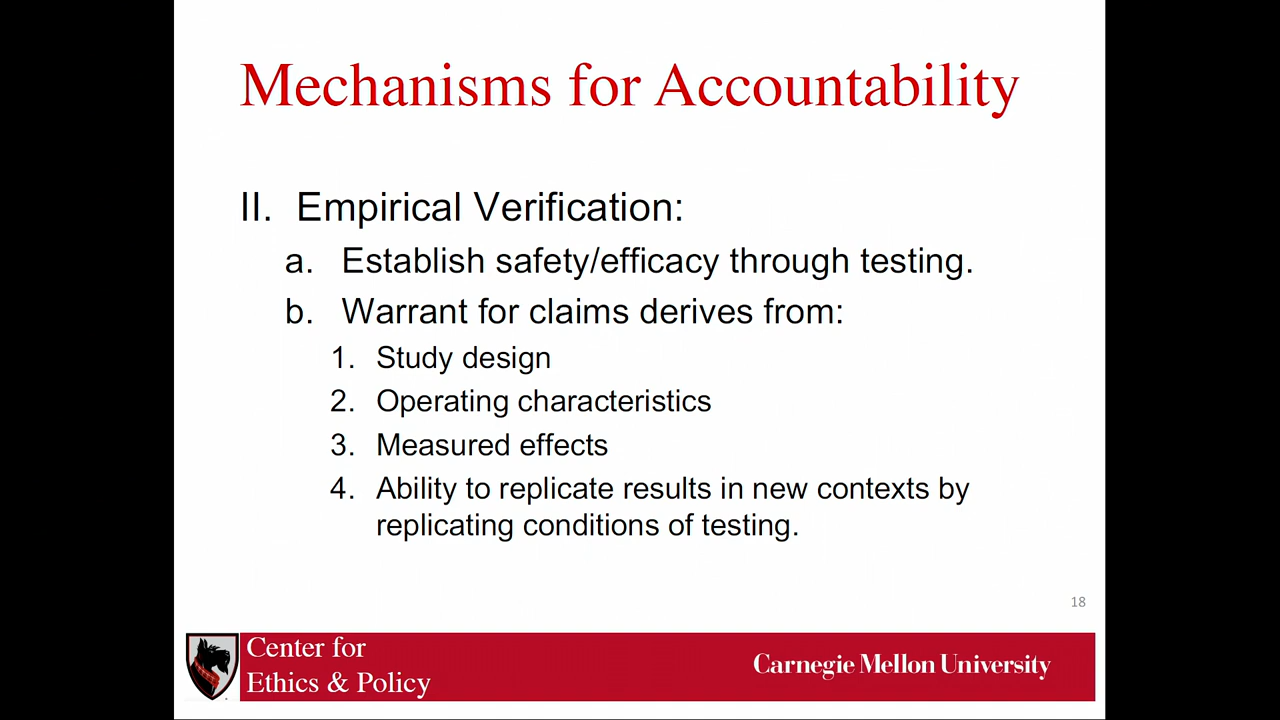 Mechanisms for Accountability
II. Empirical Verification:
a. Establish safety/efficacy through testing.
b. Warrant for claims derives from:
1. Study design
2. Operating characteristics
3. Measured effects
4. Ability to replicate results in new contexts by
replicating conditions of testing.
18
Center for
Ethics & Policy
Carnegie Mellon University